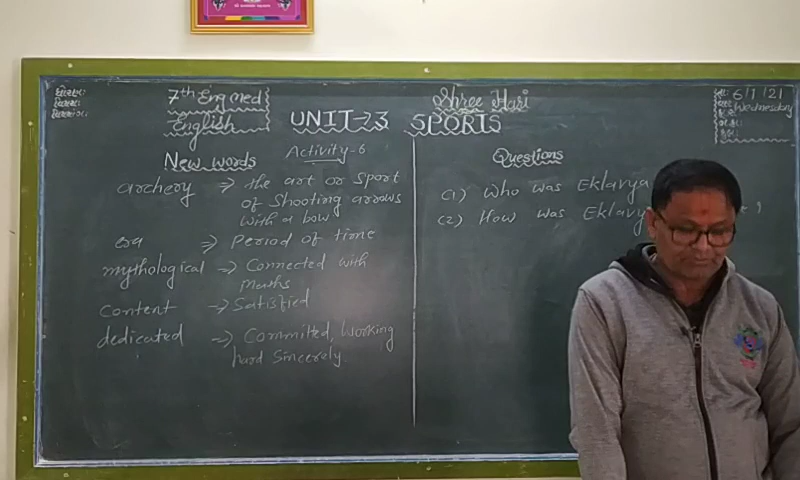 7th Eng med
English
Shree Hari
6/1/21
Wednesday
UNIT-3 SPORTS
Activity-6
New words
archery ⇒ the art or Sport
of Shooting arrows
with a bow
era ⇒ Period of time
mythological → Connected with
Myths
content → Satisfied
dedicated ⇒ Committed, Working
hard Sincerely
Questions
(1) Who was Eklavya
(2) How was Eklavy